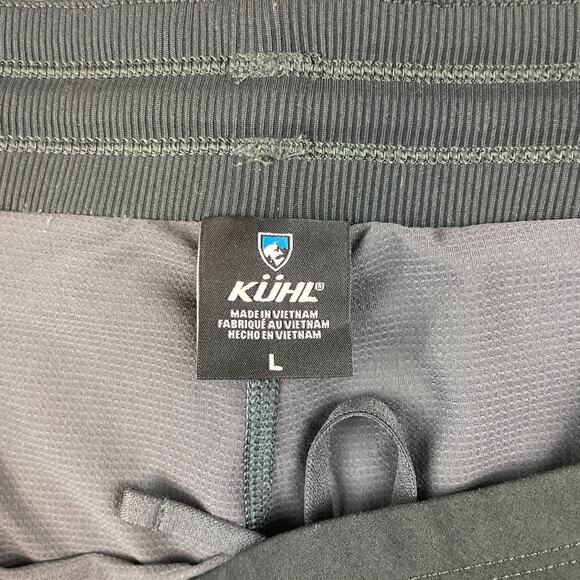 KÜHL®
MADE IN VIETNAM
FABRIQUÉ AU VIETNAM
HECHO EN VIETNAM
L